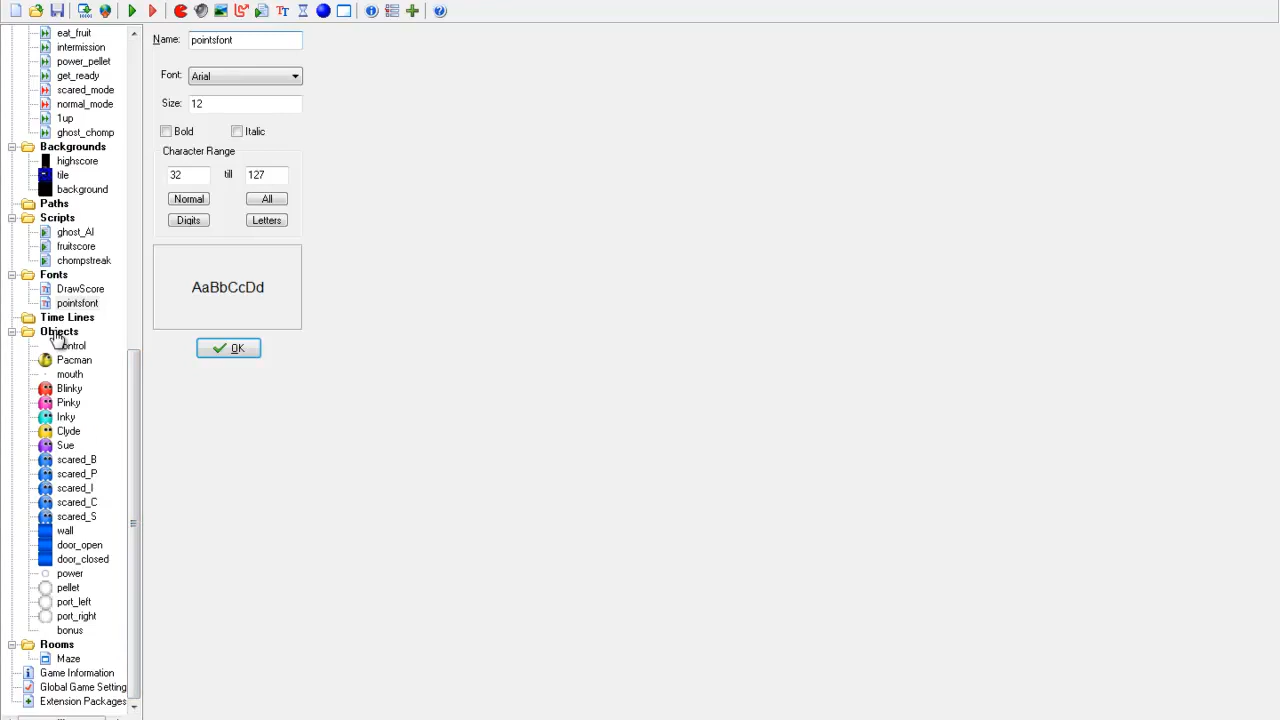 eat_fruit
intermission
power_pellet
get_ready
scared_mode
normal_mode
1up
ghost_chomp
Backgrounds
highscore
tile
background
Paths
Scripts
ghost_AI
fruitscore
chompstreak
Fonts
DrawScore
pointsfont
Time Lines
Objects
control
Pacman
mouth
Blinky
Pinky
Inky
Clyde
Sue
scared_B
scared_P
scared_I
scared_C
scared_S
wall
door_open
door_closed
power
pellet
port_left
port_right
bonus
Rooms
Maze
Game Information
Global Game Setting
Extension Packages
Name: pointsfont
Font: Arial
Size: 12
Bold Italic
Character Range
32 till 127
Normal All
Digits Letters
AaBbCcDd
OK